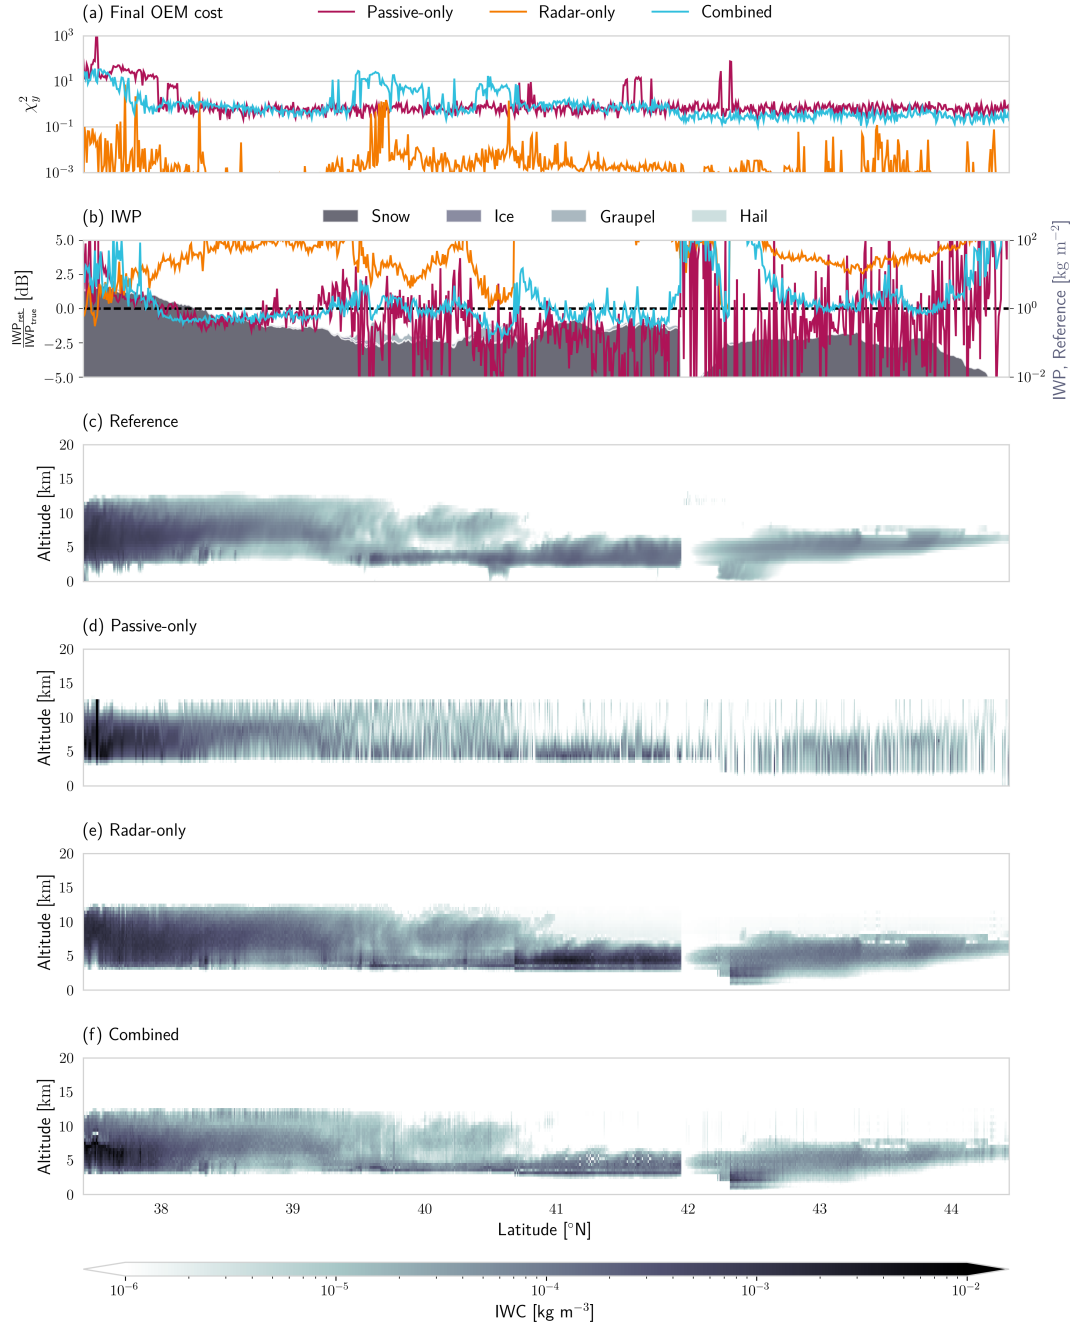 (a) Final OEM cost
Passive-only
Radar-only
Combined
10³
10¹
10⁻¹
10⁻³
χ²ᵧ
(b) IWP
Snow
Ice
Graupel
Hail
5.0
2.5
0.0
−2.5
−5.0
IWP_ret. / IWP_true [dB]
10²
10⁰
10⁻²
IWP, Reference [kg m⁻²]
(c) Reference
20
15
10
5
0
Altitude [km]
(d) Passive-only
20
15
10
5
0
Altitude [km]
(e) Radar-only
20
15
10
5
0
Altitude [km]
(f) Combined
20
15
10
5
0
Altitude [km]
38 39 40 41 42 43 44
Latitude [°N]
10⁻⁶ 10⁻⁵ 10⁻⁴ 10⁻³ 10⁻²
IWC [kg m⁻³]